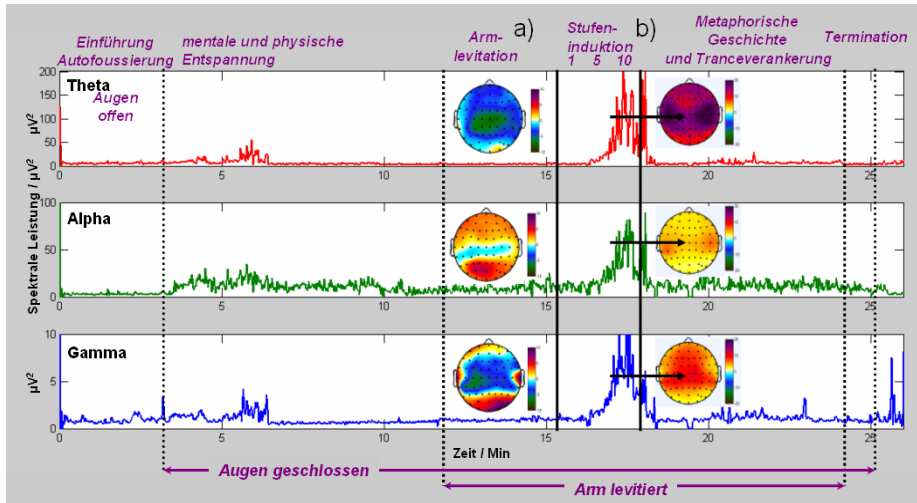 a)
b)
Einführung
Autofoussierung
mentale und physische
Entspannung
Arm-
levitation
Stufen-
induktion
1 5 10
Metaphorische
Geschichte
und Tranceverankerung
Termination
Spektrale Leistung / µV²
µV²
200
150
100
50
0
Theta
Augen
offen
0 5 10 15 20 25
µV²
100
50
0
Alpha
0 5 10 15 20 25
µV²
10
5
0
Gamma
0 5 10 15 20 25
Zeit / Min
Augen geschlossen
Arm levitiert